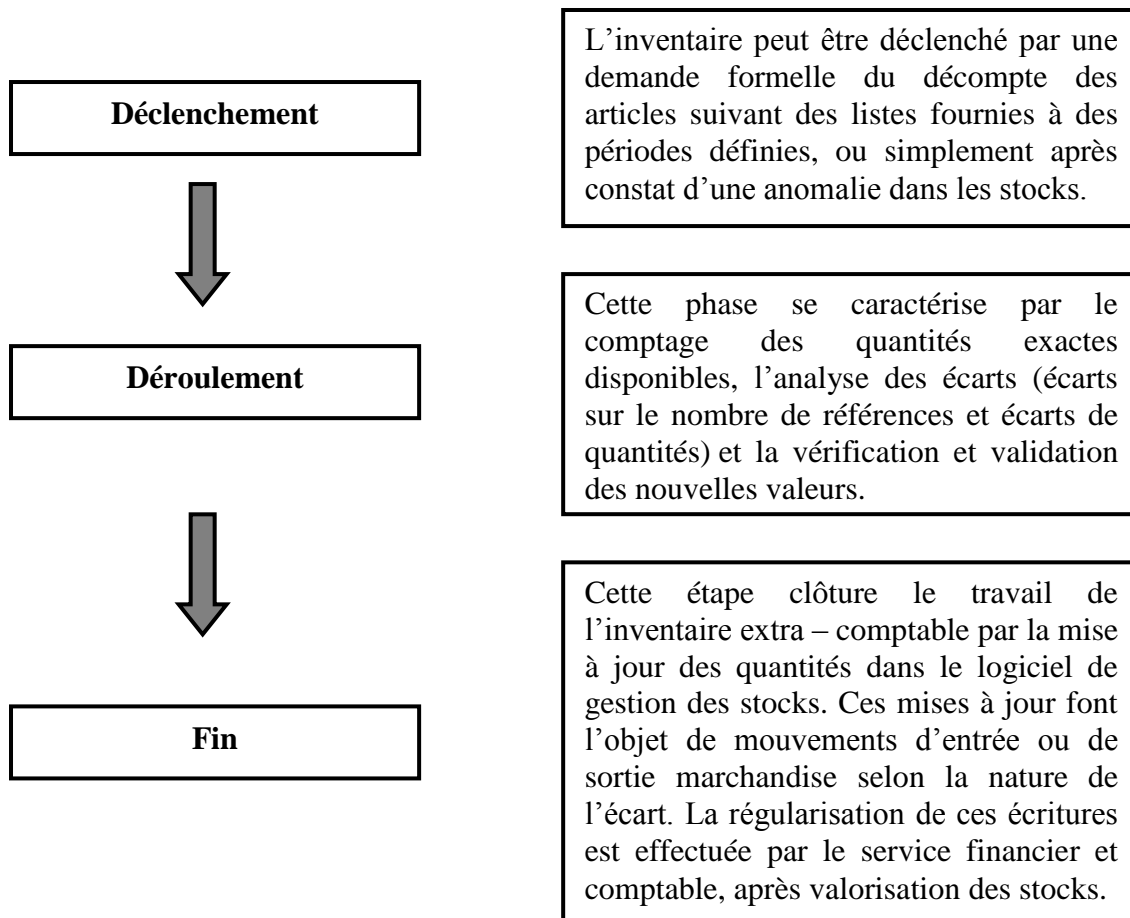 Déclenchement
L’inventaire peut être déclenché par une
demande formelle du décompte des
articles suivant des listes fournies à des
périodes définies, ou simplement après
constat d’une anomalie dans les stocks.
Déroulement
Cette phase se caractérise par le
comptage des quantités exactes
disponibles, l’analyse des écarts (écarts
sur le nombre de références et écarts de
quantités) et la vérification et validation
des nouvelles valeurs.
Fin
Cette étape clôture le travail de
l’inventaire extra – comptable par la mise
à jour des quantités dans le logiciel de
gestion des stocks. Ces mises à jour font
l’objet de mouvements d’entrée ou de
sortie marchandise selon la nature de
l’écart. La régularisation de ces écritures
est effectuée par le service financier et
comptable, après valorisation des stocks.